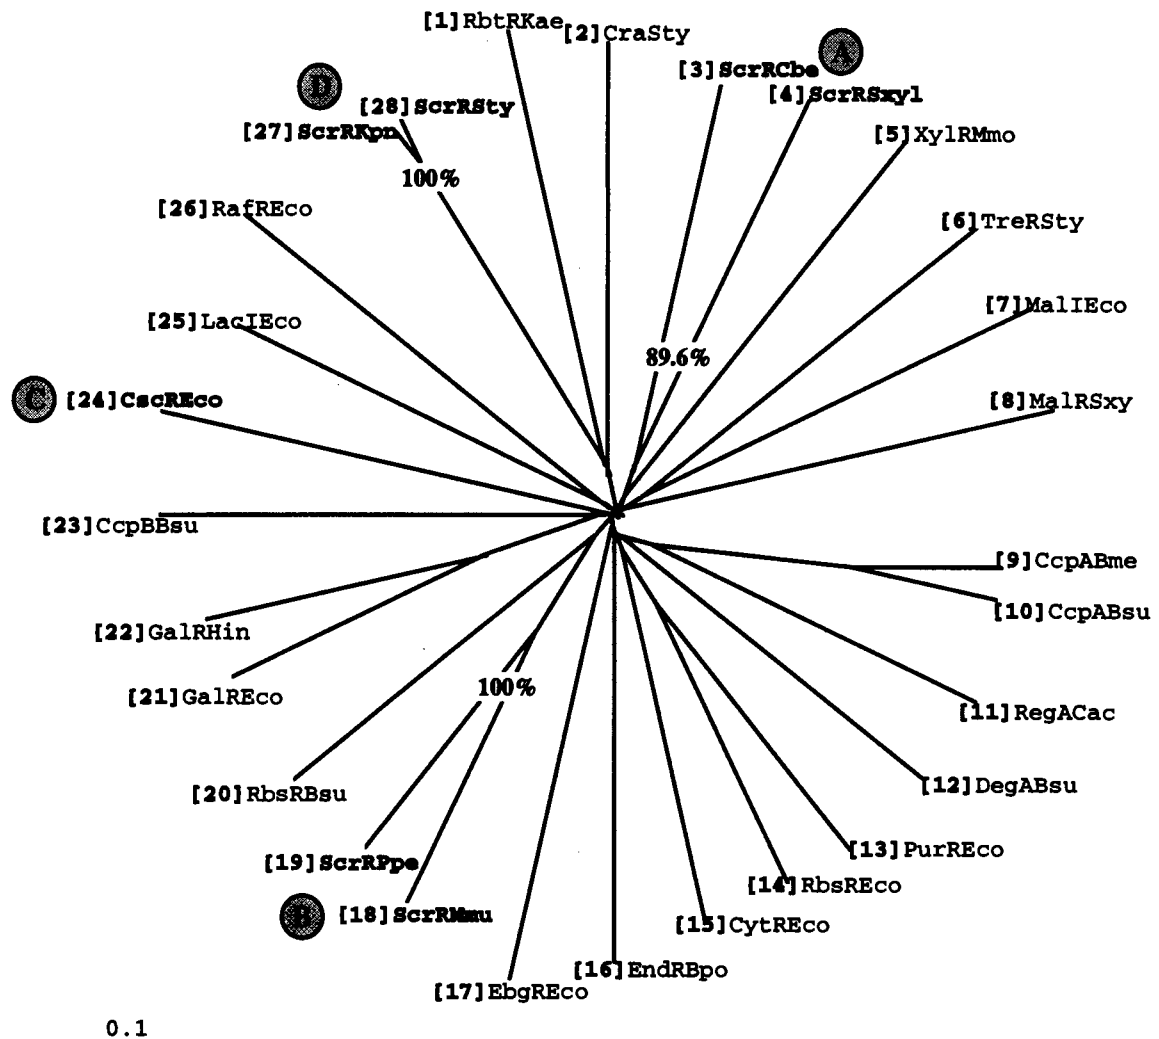 [1]RbtRKae
[2]CraSty
[3]ScrRCbe
A
[4]ScrRSxyl
[5]XylRMmo
[6]TreRSty
[7]MalIEco
[8]MalRSxy
[9]CcpABme
[10]CcpABsu
[11]RegACac
[12]DegABsu
[13]PurREco
[14]RbsREco
[15]CytREco
[16]EndRBpo
[17]EbgREco
B
[18]ScrRMmu
[19]ScrRPpe
[20]RbsRBsu
[21]GalREco
[22]GalRHin
[23]CcpBBsu
C
[24]CscREco
[25]LacIEco
[26]RafREco
[27]ScrRKpn
[28]ScrRSty
D
100%
89.6%
100%
0.1